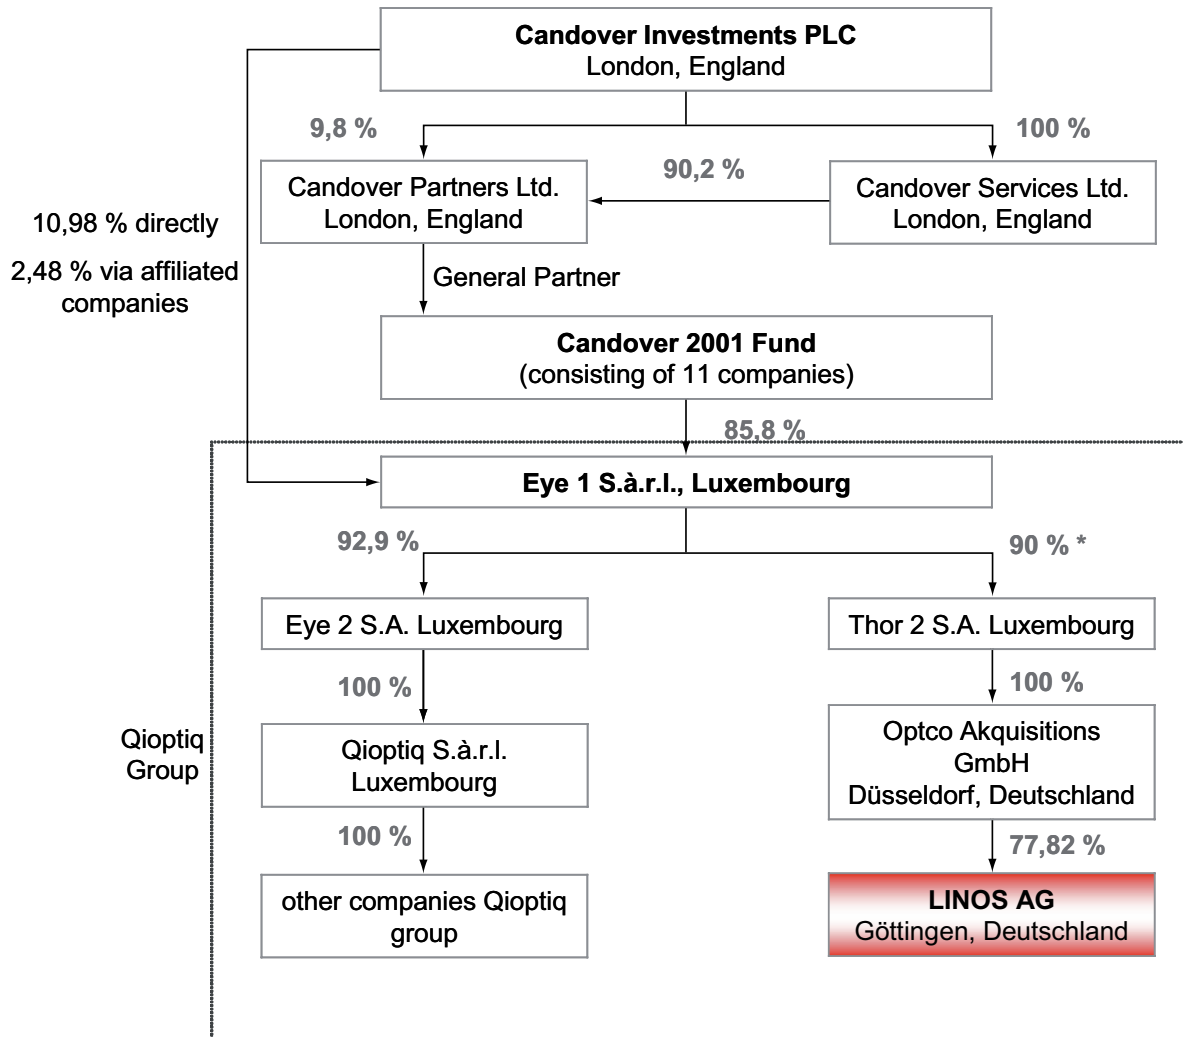 Candover Investments PLC
London, England
9,8 %
100 %
90,2 %
Candover Partners Ltd.
London, England
Candover Services Ltd.
London, England
10,98 % directly
2,48 % via affiliated
companies
General Partner
Candover 2001 Fund
(consisting of 11 companies)
85,8 %
Eye 1 S.à.r.l., Luxembourg
92,9 %
90 % *
Eye 2 S.A. Luxembourg
Thor 2 S.A. Luxembourg
100 %
100 %
Qioptiq
Group
Qioptiq S.à.r.l.
Luxembourg
Optco Akquisitions
GmbH
Düsseldorf, Deutschland
100 %
77,82 %
other companies Qioptiq
group
LINOS AG
Göttingen, Deutschland